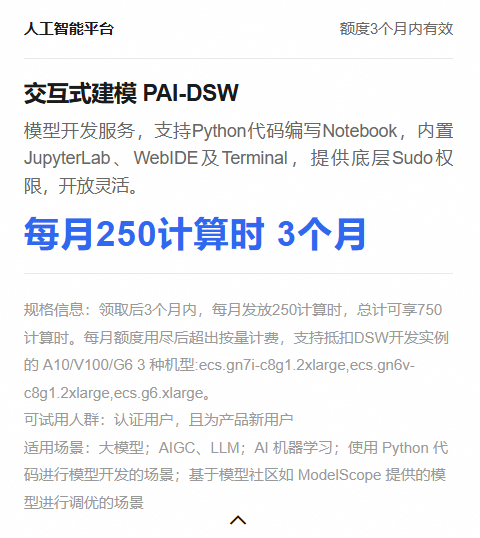 人工智能平台
额度3个月内有效
交互式建模 PAI-DSW
模型开发服务，支持Python代码编写Notebook，内置
JupyterLab、WebIDE及Terminal，提供底层Sudo权
限，开放灵活。
每月250计算时 3个月
规格信息：领取后3个月内，每月发放250计算时，总计可享750
计算时。每月额度用尽后超出按量计费，支持抵扣DSW开发实例
的 A10/V100/G6 3 种机型:ecs.gn7i-c8g1.2xlarge,ecs.gn6v-
c8g1.2xlarge,ecs.g6.xlarge。
可试用人群：认证用户，且为产品新用户
适用场景：大模型；AIGC、LLM；AI 机器学习；使用 Python 代
码进行模型开发的场景；基于模型社区如 ModelScope 提供的模
型进行调优的场景